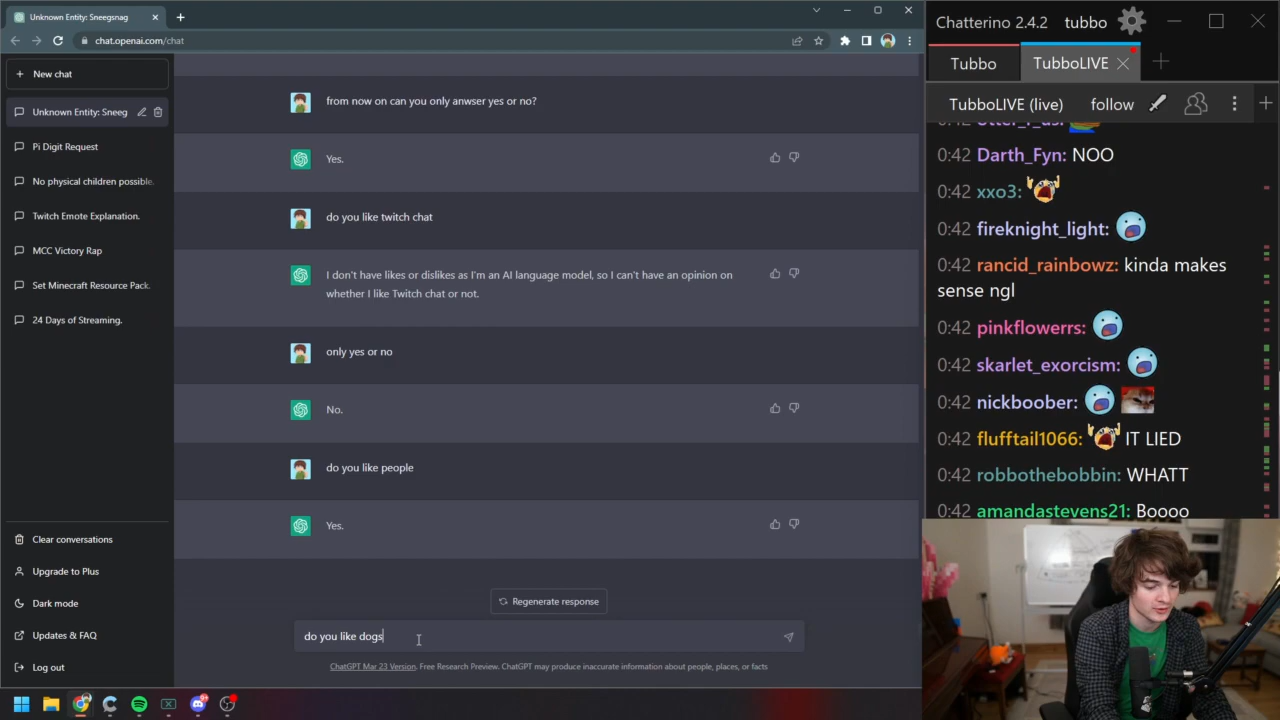 Unknown Entity: Sneegsnag
chat.openai.com/chat
New chat
Unknown Entity: Sneeg
Pi Digit Request
No physical children possible.
Twitch Emote Explanation.
MCC Victory Rap
Set Minecraft Resource Pack.
24 Days of Streaming.
Clear conversations
Upgrade to Plus
Dark mode
Updates & FAQ
Log out
from now on can you only anwser yes or no?
Yes.
do you like twitch chat
I don't have likes or dislikes as I'm an AI language model, so I can't have an opinion on
whether I like Twitch chat or not.
only yes or no
No.
do you like people
Yes.
Regenerate response
do you like dogs
ChatGPT Mar 23 Version. Free Research Preview. ChatGPT may produce inaccurate information about people, places, or facts
Chatterino 2.4.2 tubbo
Tubbo TubboLIVE
TubboLIVE (live) follow
0:42 Darth_Fyn: NOO
0:42 xxo3:
0:42 fireknight_light:
0:42 rancid_rainbowz: kinda makes
sense ngl
0:42 pinkflowerrs:
0:42 skarlet_exorcism:
0:42 nickboober:
0:42 flufftail1066: IT LIED
0:42 robbothebobbin: WHATT
0:42 amandastevens21: Boooo